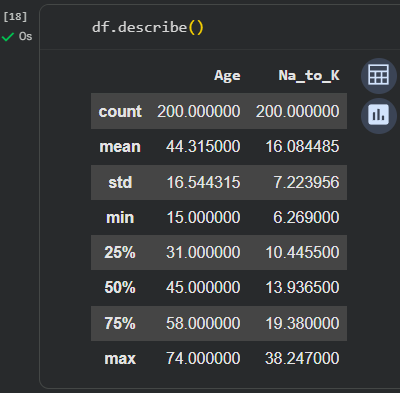 [18]
0s
df.describe()
Age Na_to_K
count 200.000000 200.000000
mean 44.315000 16.084485
std 16.544315 7.223956
min 15.000000 6.269000
25% 31.000000 10.445500
50% 45.000000 13.936500
75% 58.000000 19.380000
max 74.000000 38.247000